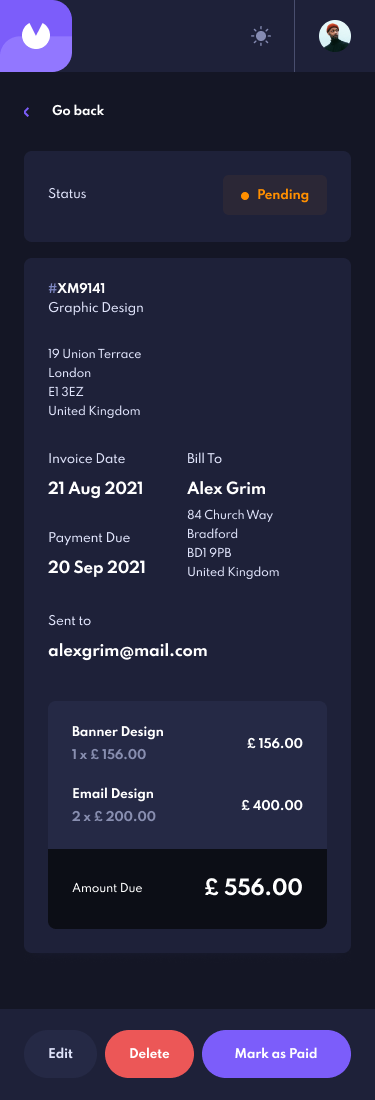 Go back
Status
Pending
#XM9141
Graphic Design
19 Union Terrace
London
E1 3EZ
United Kingdom
Invoice Date
21 Aug 2021
Payment Due
20 Sep 2021
Bill To
Alex Grim
84 Church Way
Bradford
BD1 9PB
United Kingdom
Sent to
alexgrim@mail.com
Banner Design
1 x £ 156.00
£ 156.00
Email Design
2 x £ 200.00
£ 400.00
Amount Due
£ 556.00
Edit
Delete
Mark as Paid